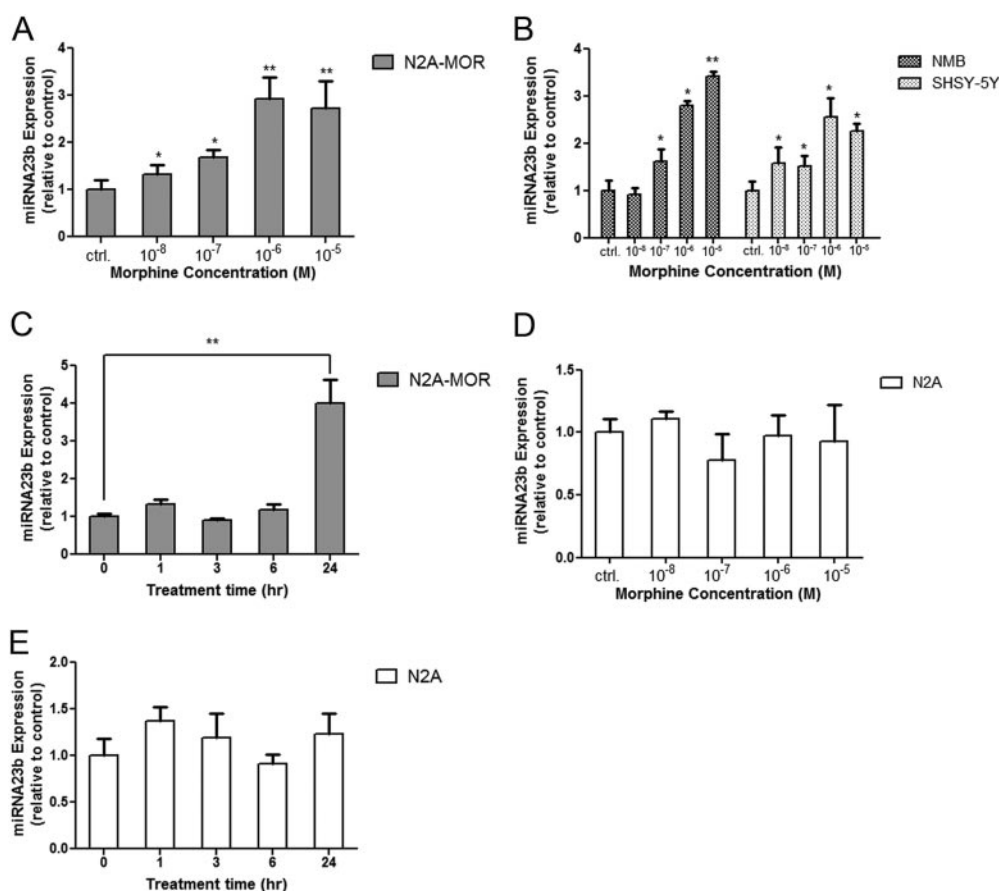 A
miRNA23b Expression
(relative to control)
4
3
2
1
0
*
*
**
**
ctrl.
10⁻⁸
10⁻⁷
10⁻⁶
10⁻⁵
Morphine Concentration (M)
N2A-MOR
B
miRNA23b Expression
(relative to control)
4
3
2
1
0
*
*
**
*
*
*
*
ctrl.
10⁻⁸
10⁻⁷
10⁻⁶
10⁻⁵
ctrl.
10⁻⁸
10⁻⁷
10⁻⁶
10⁻⁵
Morphine Concentration (M)
NMB
SHSY-5Y
C
miRNA23b Expression
(relative to control)
5
4
3
2
1
0
**
0
1
3
6
24
Treatment time (hr)
N2A-MOR
D
miRNA23b Expression
(relative to control)
1.5
1.0
0.5
0.0
ctrl.
10⁻⁸
10⁻⁷
10⁻⁶
10⁻⁵
Morphine Concentration (M)
N2A
E
miRNA23b Expression
(relative to control)
2.0
1.5
1.0
0.5
0.0
0
1
3
6
24
Treatment time (hr)
N2A